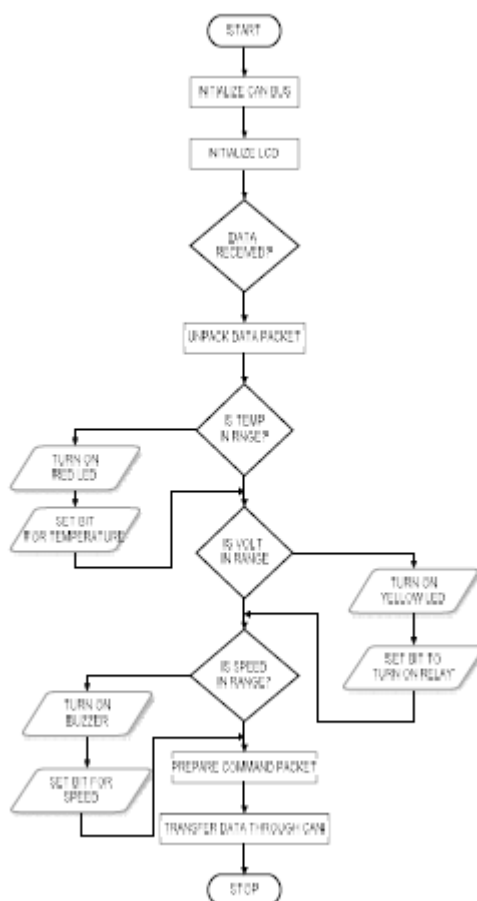 START
INITIALIZE CAN BUS
INITIALIZE LCD
DATA
RECEIVED?
UNPACK DATA PACKET
IS TEMP
IN RNGE?
TURN ON
RED LED
SET BIT
FOR TEMPERATURE
IS VOLT
IN RANGE
TURN ON
YELLOW LED
SET BIT TO
TURN ON RELAY
IS SPEED
IN RANGE?
TURN ON
BUZZER
SET BIT FOR
SPEED
PREPARE COMMAND PACKET
TRANSFER DATA THROUGH CAN
STOP